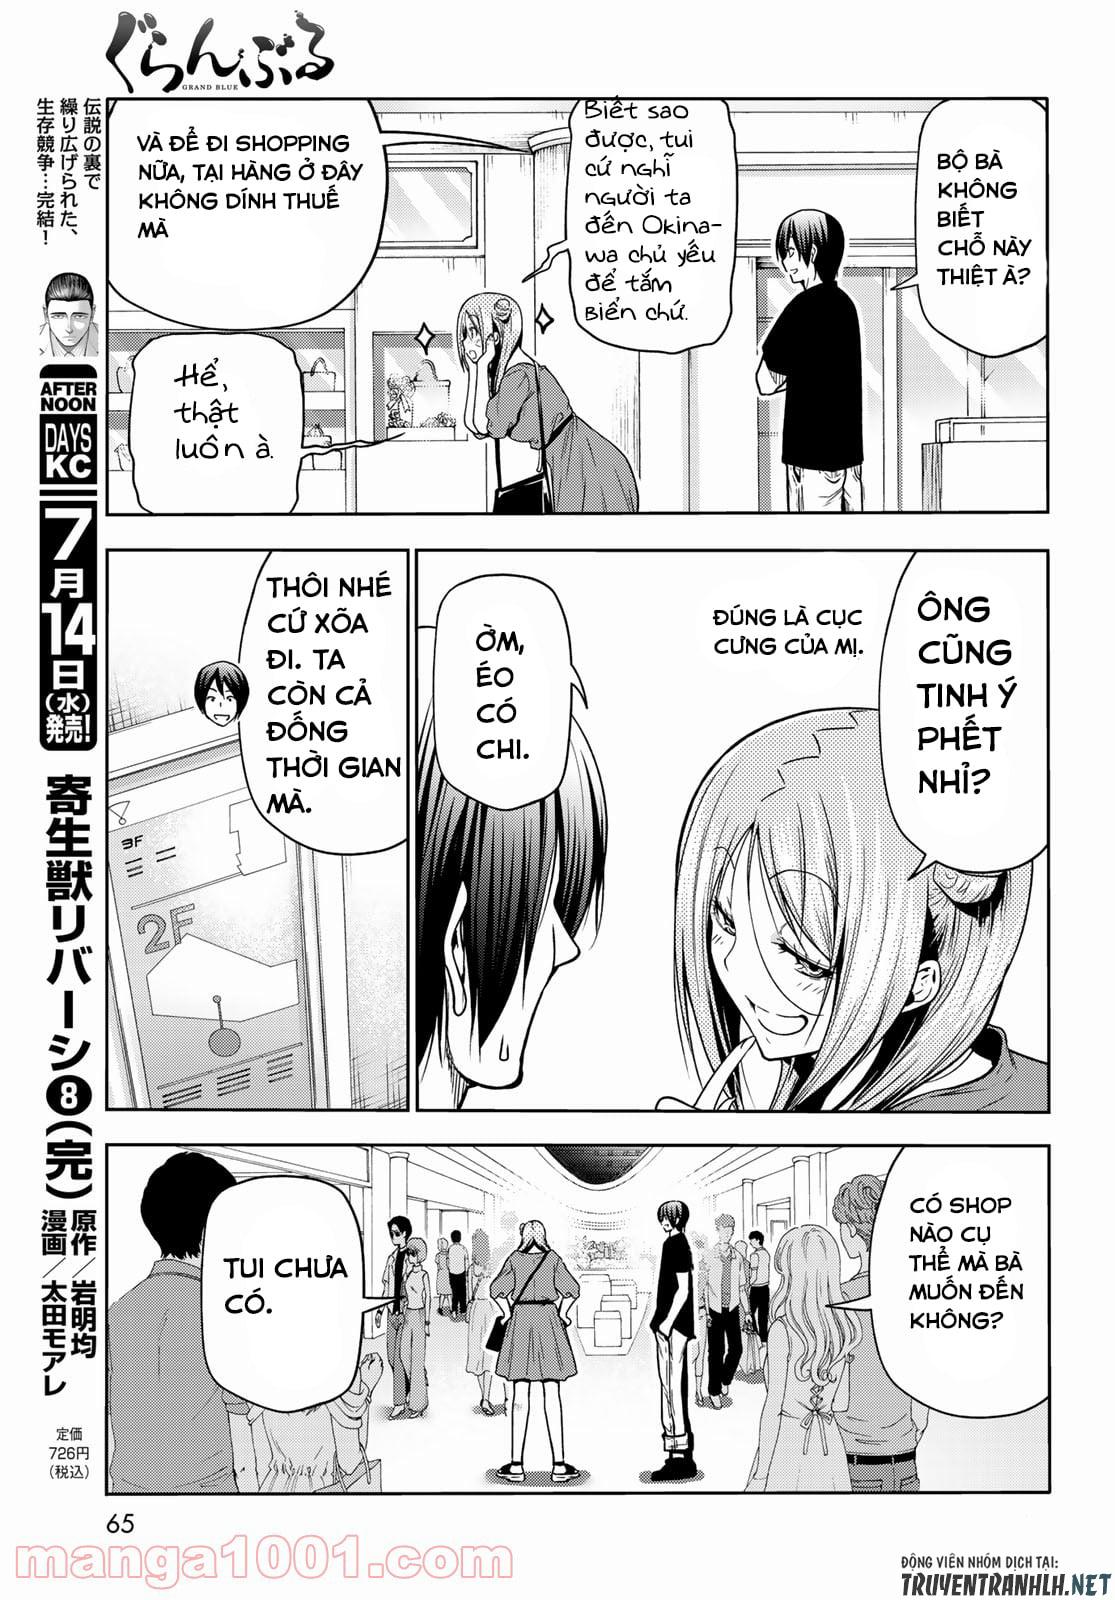 ぐらんぶる
GRAND BLUE
伝説の裏で
繰り広げられた、
生存競争…完結！
AFTER
NOON
DAYS
KC
7月14日(水)発売!
寄生獣リバーシ8(完)
原作／岩明均
漫画／太田モアレ
定価
726円
(税込)
BỘ BÀ
KHÔNG
BIẾT
CHỖ NÀY
THIỆT À?
Biết sao
được, tui
cứ nghĩ
người ta
đến Okina-
wa chủ yếu
để tắm
biển chứ.
VÀ ĐỂ ĐI SHOPPING
NỮA, TẠI HÀNG Ở ĐÂY
KHÔNG DÍNH THUẾ
MÀ
Hể,
thật
luôn à.
ÔNG
CŨNG
TINH Ý
PHẾT
NHỈ?
ĐÚNG LÀ CỤC
CƯNG CỦA MỊ.
ỜM,
ÉO
CÓ
CHI.
THÔI NHÉ
CỨ XÕA
ĐI. TA
CÒN CẢ
ĐỐNG
THỜI GIAN
MÀ.
3F
2F
CÓ SHOP
NÀO CỤ
THỂ MÀ BÀ
MUỐN ĐẾN
KHÔNG?
TUI CHƯA
CÓ.
65
manga1001.com
ĐỘNG VIÊN NHÓM DỊCH TẠI:
TRUYENTRANHLH.NET